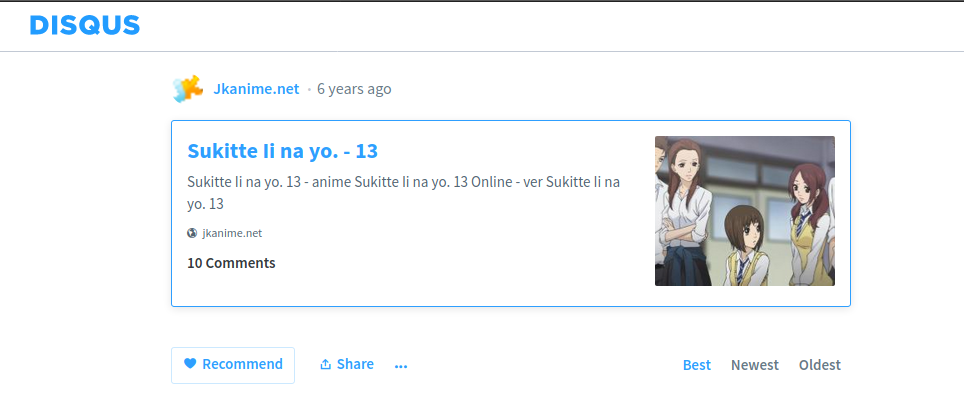 DISQUS
Jkanime.net · 6 years ago
Sukitte Ii na yo. - 13
Sukitte Ii na yo. 13 - anime Sukitte Ii na yo. 13 Online - ver Sukitte Ii na
yo. 13
jkanime.net
10 Comments
Recommend Share ... Best Newest Oldest